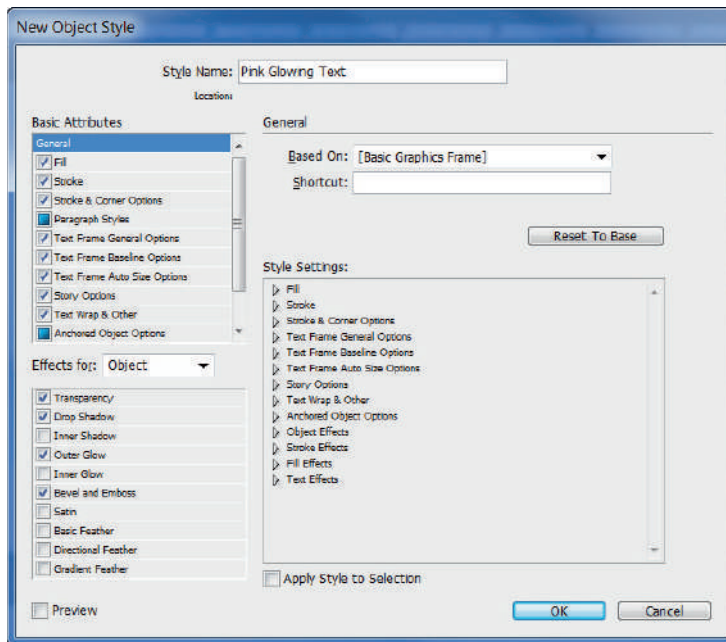 New Object Style
Style Name: Pink Glowing Text
Location:
Basic Attributes
General
Fill
Stroke
Stroke & Corner Options
Paragraph Styles
Text Frame General Options
Text Frame Baseline Options
Text Frame Auto Size Options
Story Options
Text Wrap & Other
Anchored Object Options
Effects for: Object
Transparency
Drop Shadow
Inner Shadow
Outer Glow
Inner Glow
Bevel and Emboss
Satin
Basic Feather
Directional Feather
Gradient Feather
Preview
General
Based On: [Basic Graphics Frame]
Shortcut:
Reset To Base
Style Settings:
Fill
Stroke
Stroke & Corner Options
Text Frame General Options
Text Frame Baseline Options
Text Frame Auto Size Options
Story Options
Text Wrap & Other
Anchored Object Options
Object Effects
Stroke Effects
Fill Effects
Text Effects
Apply Style to Selection
OK Cancel